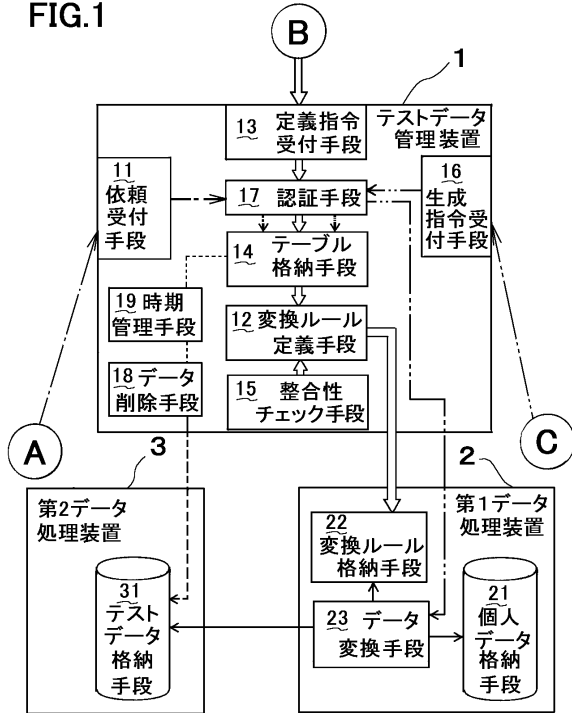 FIG.1
B
1
テストデータ
管理装置
13 定義指令
受付手段
11
依頼
受付
手段
17 認証手段
16
生成
指令受
付手段
14 テーブル
格納手段
19 時期
管理手段
12 変換ルール
定義手段
18 データ
削除手段
15 整合性
チェック手段
A
C
3
2
第2データ
処理装置
第1データ
処理装置
22
変換ルール
格納手段
31
テスト
データ
格納
手段
23 データ
変換手段
21
個人
データ
格納
手段